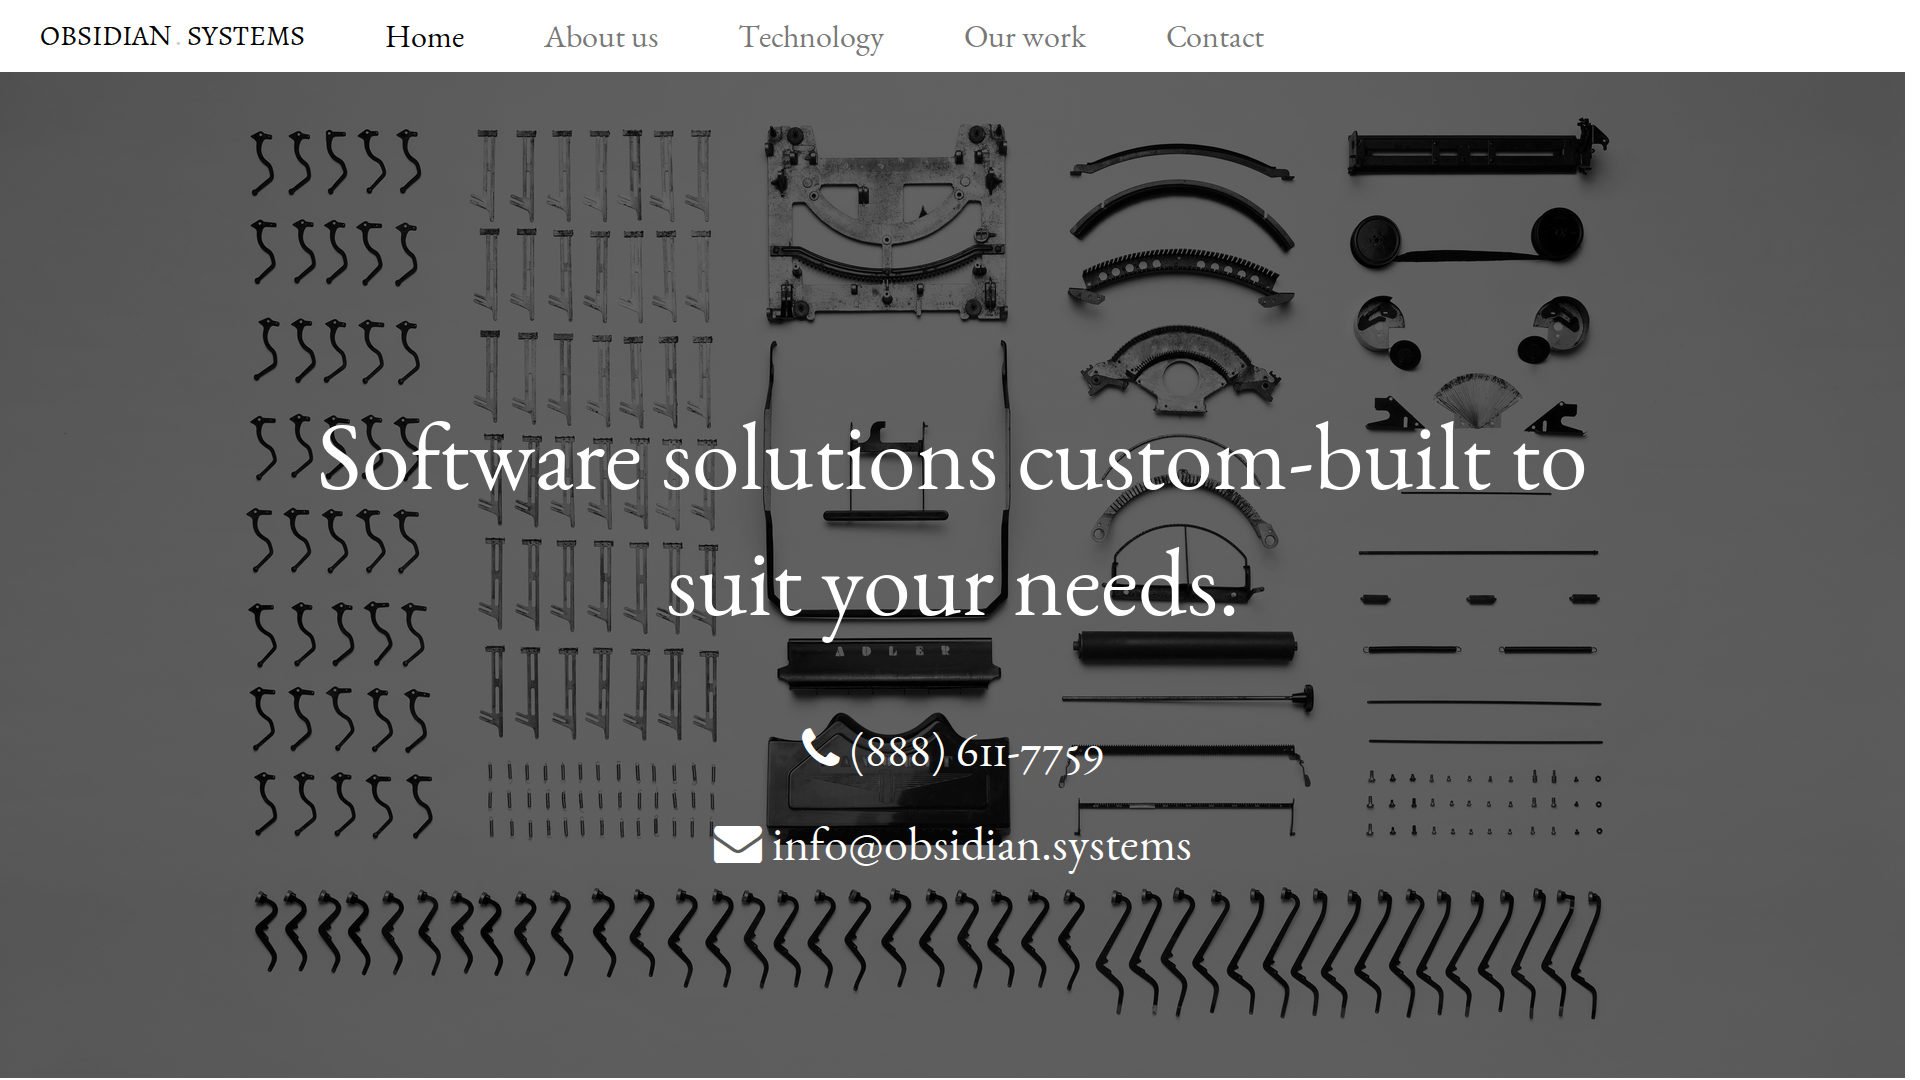 OBSIDIAN . SYSTEMS Home About us Technology Our work Contact
Software solutions custom-built to
suit your needs.
ADLER
(888) 611-7759
info@obsidian.systems